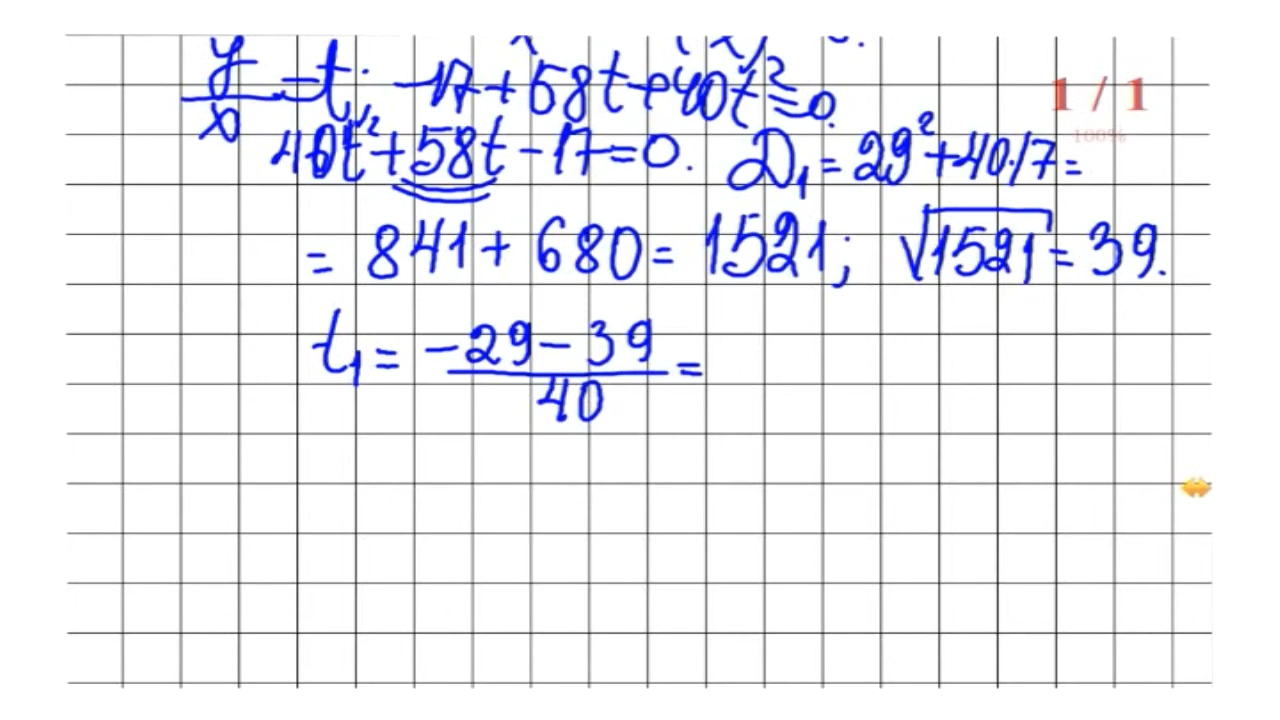 y/x = t. -17 + 58t + 40t² = 0.
40t² + 58t - 17 = 0. D₁ = 29² + 40·17 =
= 841 + 680 = 1521; √1521 = 39.
t₁ = (-29 - 39)/40 =
1 / 1
100%